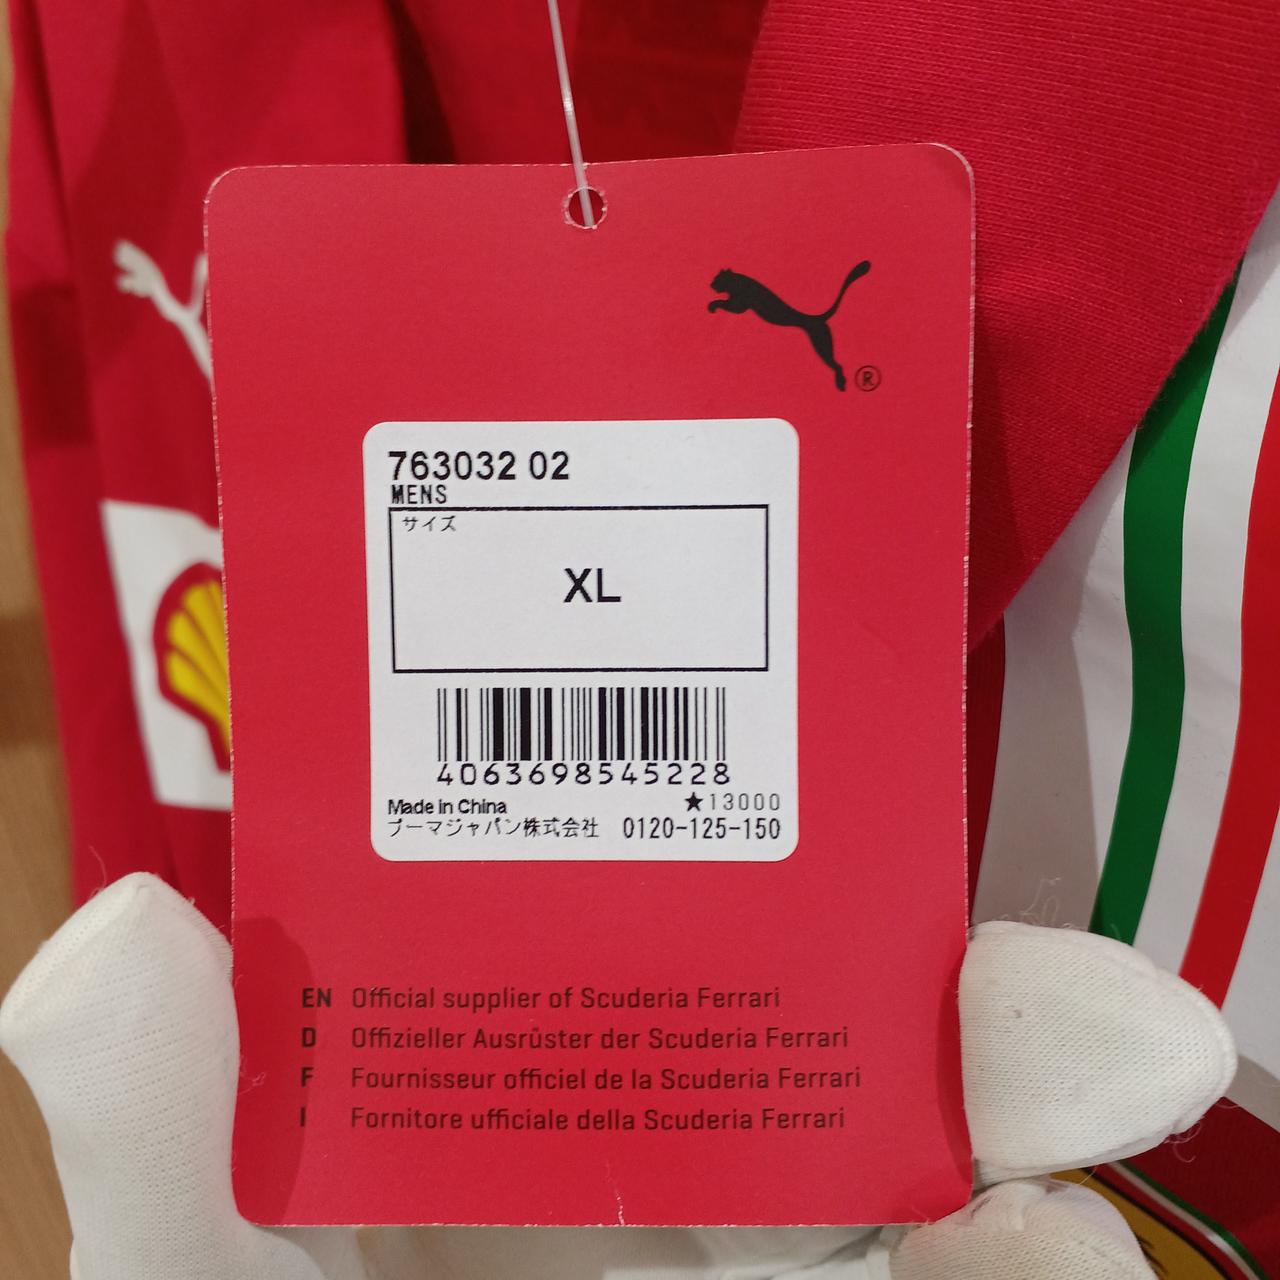 ®
763032 02
MENS
サイズ
XL
4063698545228
Made in China ★13000
プーマジャパン株式会社 0120-125-150
EN Official supplier of Scuderia Ferrari
D Offizieller Ausrüster der Scuderia Ferrari
F Fournisseur officiel de la Scuderia Ferrari
I Fornitore ufficiale della Scuderia Ferrari